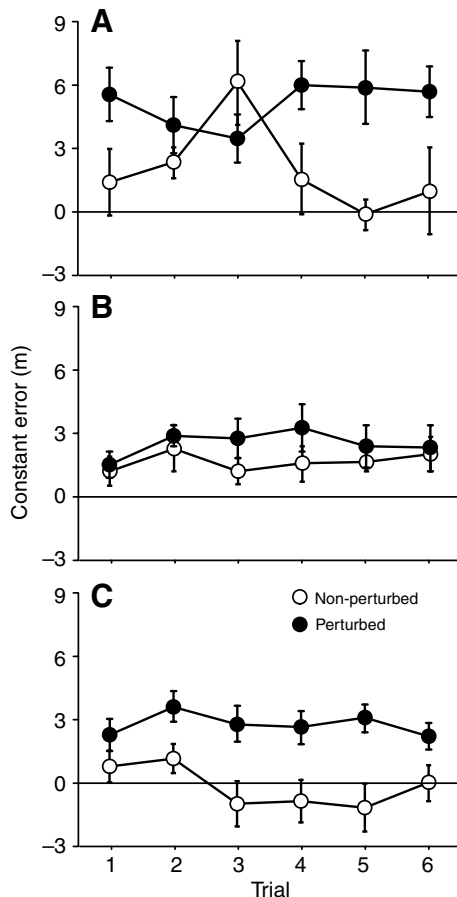 A
9
6
3
0
–3
B
9
6
3
0
–3
Constant error (m)
C
9
6
3
0
–3
Non-perturbed
Perturbed
1 2 3 4 5 6
Trial